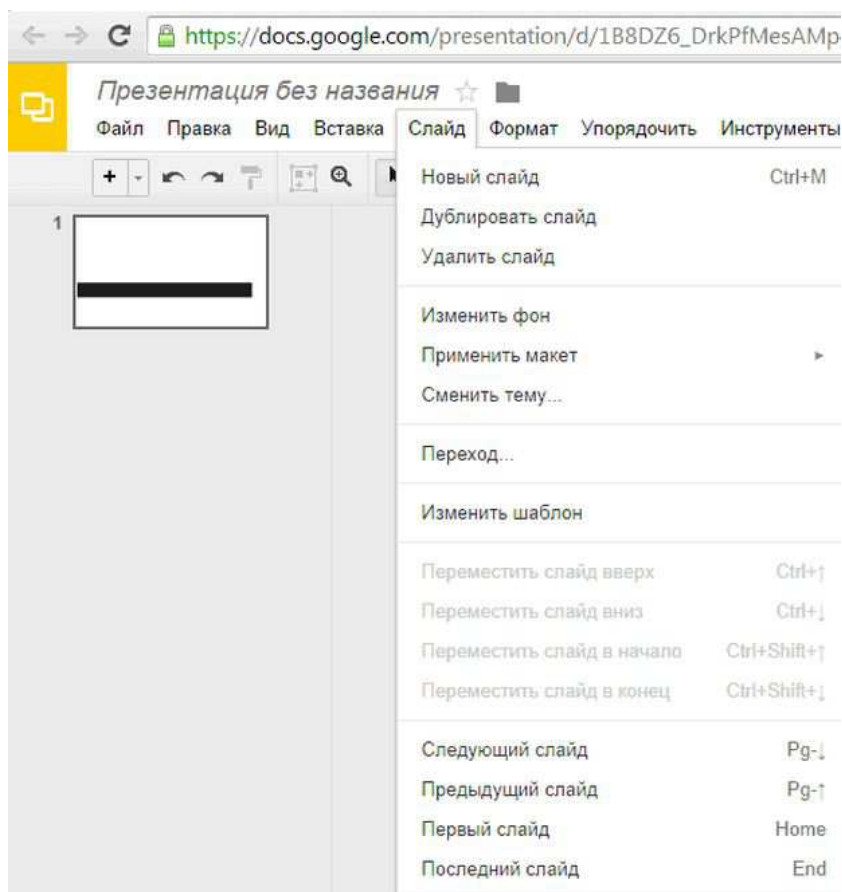 https://docs.google.com/presentation/d/1B8DZ6_DrkPfMesAMp
Презентация без названия
Файл Правка Вид Вставка Слайд Формат Упорядочить Инструменты
Новый слайд Ctrl+M
Дублировать слайд
Удалить слайд
1
Изменить фон
Применить макет
Сменить тему...
Переход...
Изменить шаблон
Переместить слайд вверх Ctrl+↑
Переместить слайд вниз Ctrl+↓
Переместить слайд в начало Ctrl+Shift+↑
Переместить слайд в конец Ctrl+Shift+↓
Следующий слайд Pg-↓
Предыдущий слайд Pg-↑
Первый слайд Home
Последний слайд End